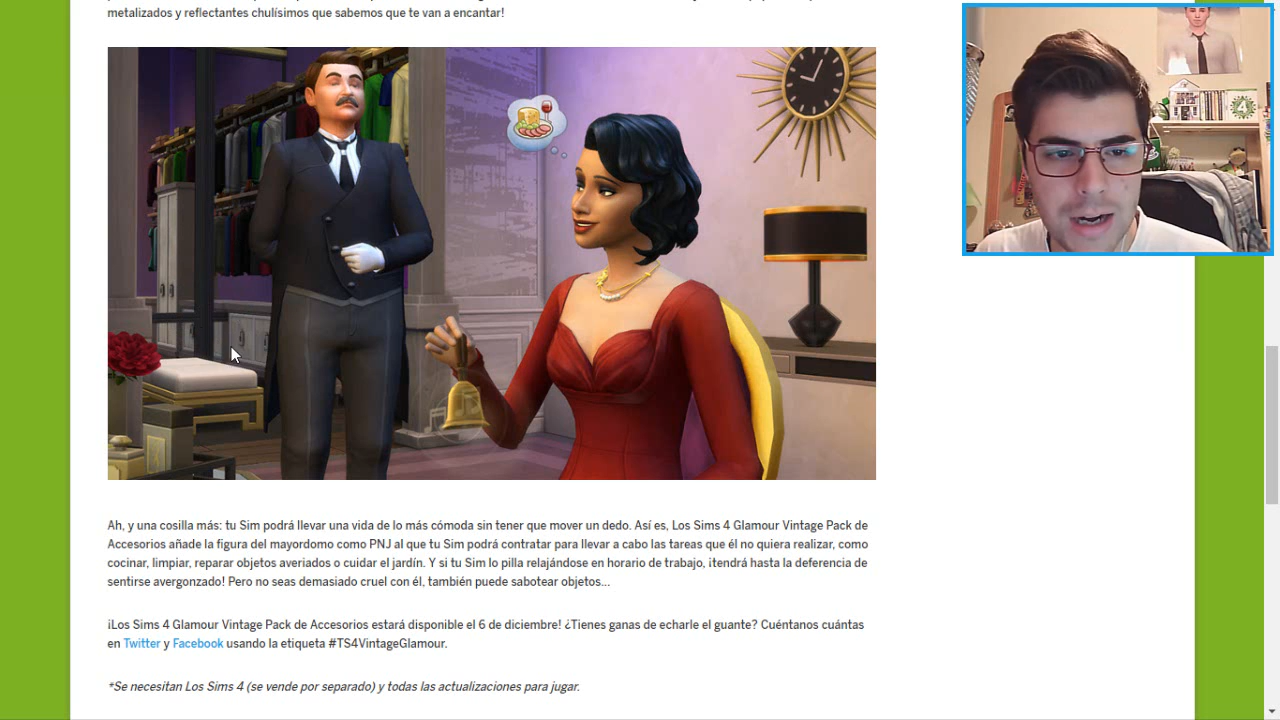 metalizados y reflectantes chulísimos que sabemos que te van a encantar!
4
Ah, y una cosilla más: tu Sim podrá llevar una vida de lo más cómoda sin tener que mover un dedo. Así es, Los Sims 4 Glamour Vintage Pack de
Accesorios añade la figura del mayordomo como PNJ al que tu Sim podrá contratar para llevar a cabo las tareas que él no quiera realizar, como
cocinar, limpiar, reparar objetos averiados o cuidar el jardín. Y si tu Sim lo pilla relajándose en horario de trabajo, ¡tendrá hasta la deferencia de
sentirse avergonzado! Pero no seas demasiado cruel con él, también puede sabotear objetos...
¡Los Sims 4 Glamour Vintage Pack de Accesorios estará disponible el 6 de diciembre! ¿Tienes ganas de echarle el guante? Cuéntanos cuántas
en Twitter y Facebook usando la etiqueta #TS4VintageGlamour.
*Se necesitan Los Sims 4 (se vende por separado) y todas las actualizaciones para jugar.